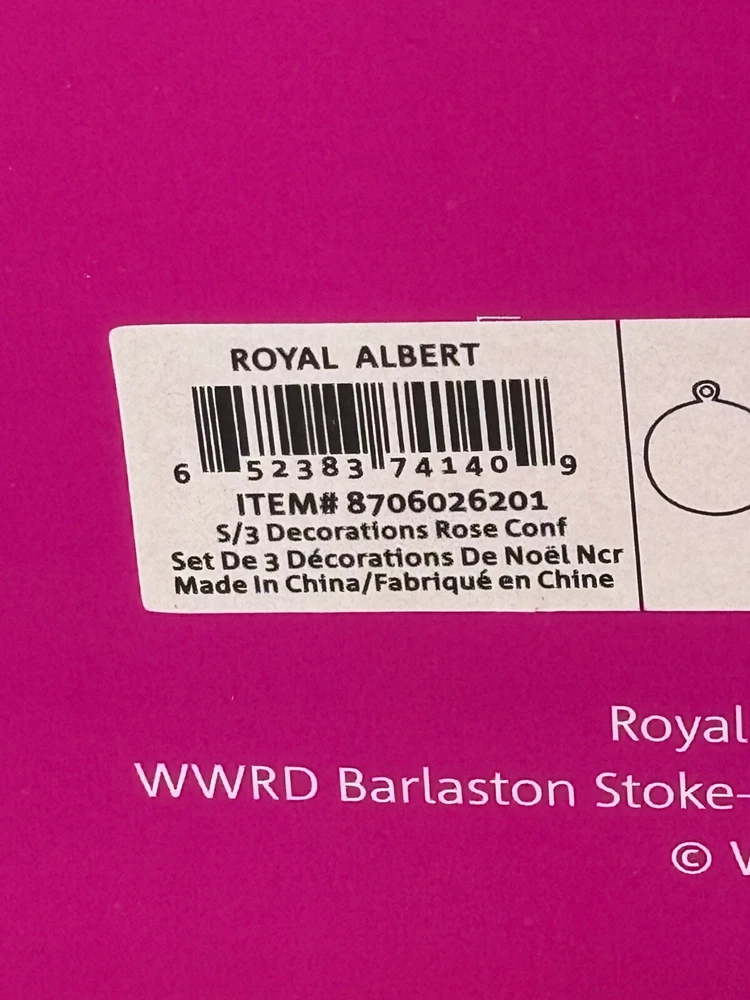 ROYAL ALBERT
6 52383 74140 9
ITEM# 8706026201
S/3 Decorations Rose Conf
Set De 3 Décorations De Noël Ncr
Made In China/Fabriqué en Chine
Royal
WWRD Barlaston Stoke-
©